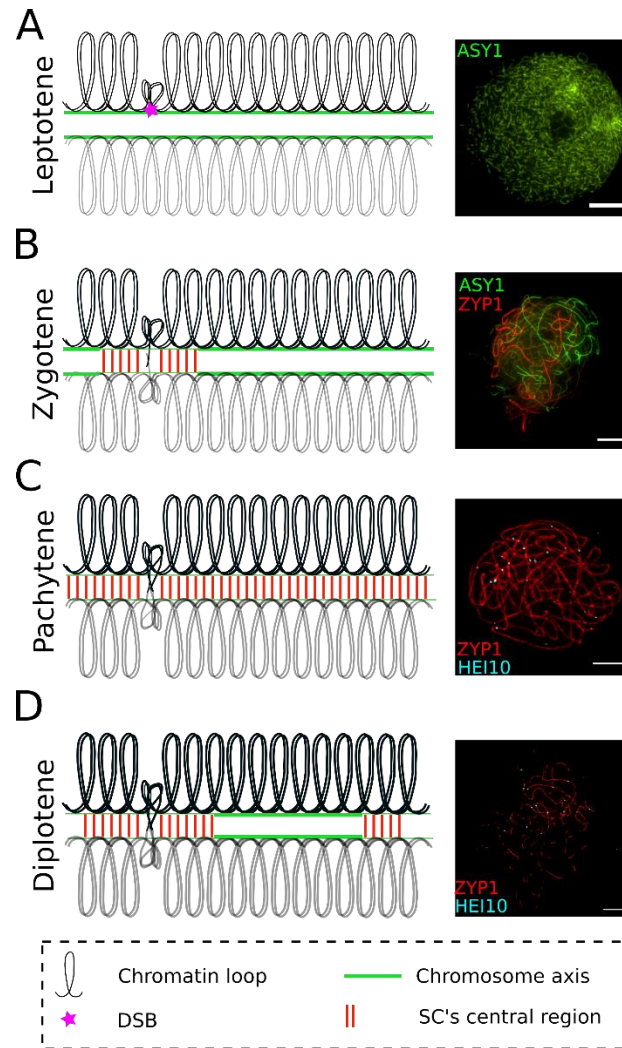 A
Leptotene
ASY1
B
Zygotene
ASY1
ZYP1
C
Pachytene
ZYP1
HEI10
D
Diplotene
ZYP1
HEI10
Chromatin loop
Chromosome axis
DSB
SC's central region